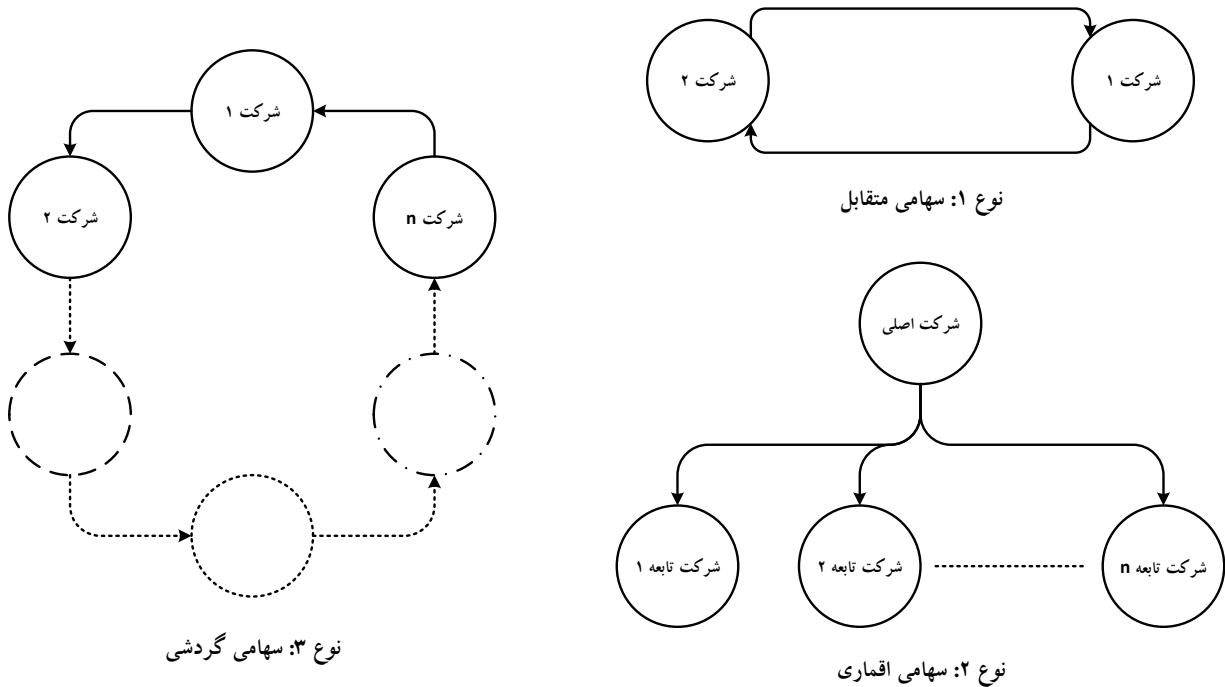 شرکت ۲
شرکت ۱
نوع ۱: سهامی متقابل
شرکت اصلی
شرکت تابعه ۱
شرکت تابعه ۲
شرکت تابعه n
نوع ۲: سهامی اقماری
شرکت ۱
شرکت ۲
شرکت n
نوع ۳: سهامی گردشی